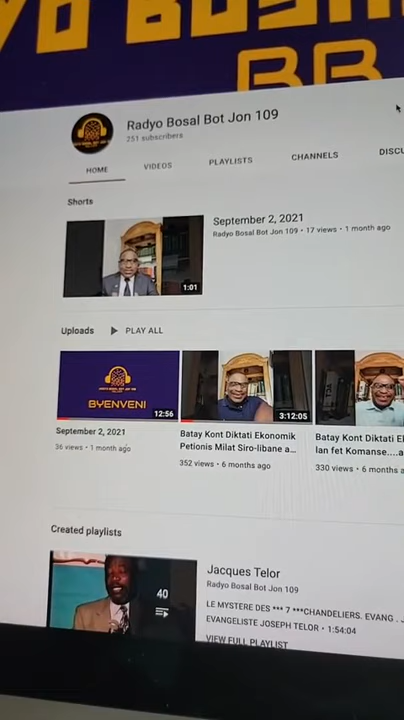 Radyo Bosal Bot Jon 109
251 subscribers
HOME
VIDEOS
PLAYLISTS
CHANNELS
Shorts
September 2, 2021
Radyo Bosal Bot Jon 109 • 17 views • 1 month ago
1:01
Uploads
PLAY ALL
BYENVENI
12:56
3:12:05
September 2, 2021
36 views • 1 month ago
Batay Kont Diktati Ekonomik
Petionis Milat Siro-libane a...
352 views • 6 months ago
Batay Kont Diktati
lan fet Komanse....a
330 views • 6 months
Created playlists
40
Jacques Telor
Radyo Bosal Bot Jon 109
LE MYSTERE DES *** 7 ***CHANDELIERS. EVANG .
EVANGELISTE JOSEPH TELOR • 1:54:04
VIEW FULL PLAYLIST